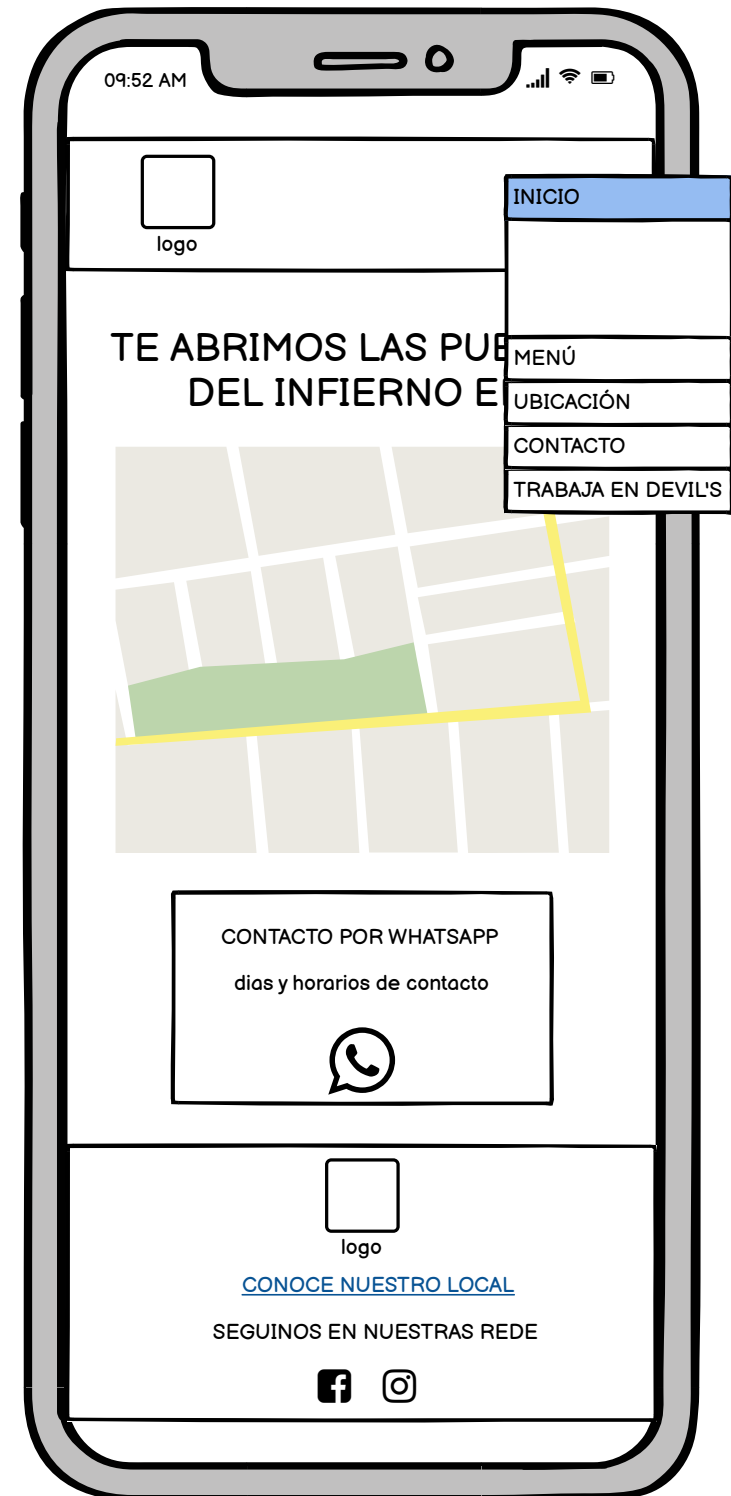 09:52 AM
logo
INICIO
MENÚ
UBICACIÓN
CONTACTO
TRABAJA EN DEVIL'S
TE ABRIMOS LAS
DEL INFIERNO
CONTACTO POR WHATSAPP
dias y horarios de contacto
logo
CONOCE NUESTRO LOCAL
SEGUINOS EN NUESTRAS REDE